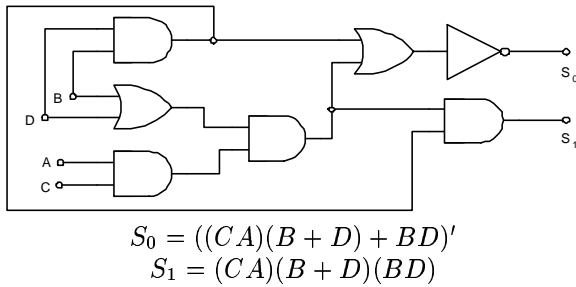 S0
B
D
S1
A
C
S0 = ((CA)(B + D) + BD)'
S1 = (CA)(B + D)(BD)